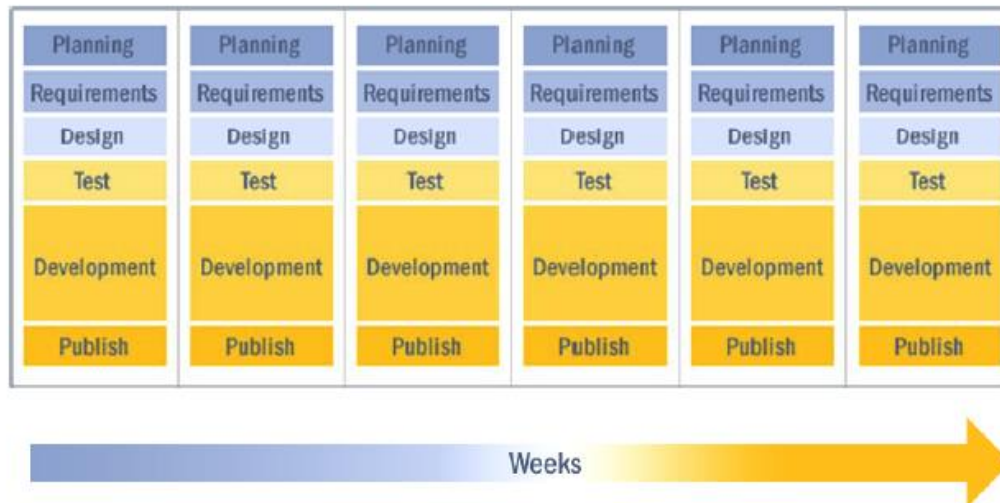 Planning Planning Planning Planning Planning Planning
Requirements Requirements Requirements Requirements Requirements Requirements
Design Design Design Design Design Design
Test Test Test Test Test Test
Development Development Development Development Development Development
Publish Publish Publish Publish Publish Publish
Weeks